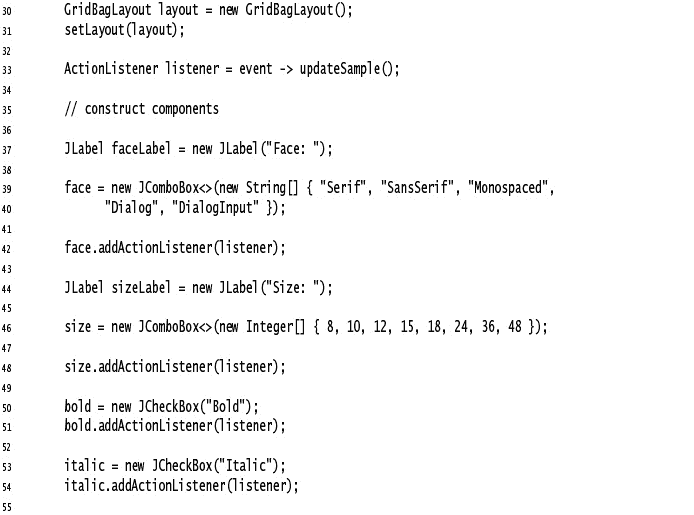 30 GridBagLayout layout = new GridBagLayout();
31 setLayout(layout);
32
33 ActionListener listener = event -> updateSample();
34
35 // construct components
36
37 JLabel faceLabel = new JLabel("Face: ");
38
39 face = new JComboBox<>(new String[] { "Serif", "SansSerif", "Monospaced",
40 "Dialog", "DialogInput" });
41
42 face.addActionListener(listener);
43
44 JLabel sizeLabel = new JLabel("Size: ");
45
46 size = new JComboBox<>(new Integer[] { 8, 10, 12, 15, 18, 24, 36, 48 });
47
48 size.addActionListener(listener);
49
50 bold = new JCheckBox("Bold");
51 bold.addActionListener(listener);
52
53 italic = new JCheckBox("Italic");
54 italic.addActionListener(listener);
55